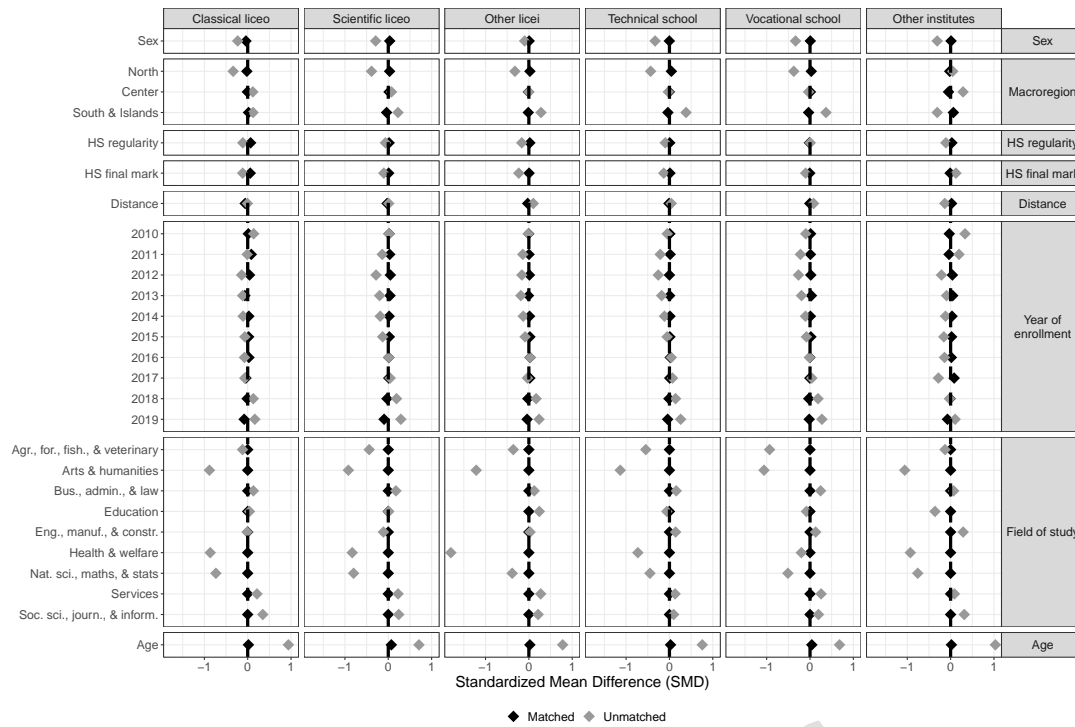 Classical liceo Scientific liceo Other licei Technical school Vocational school Other institutes
Sex Sex
North
Center Macroregion
South & Islands
HS regularity HS regularity
HS final mark HS final mark
Distance Distance
2010
2011
2012
2013
2014 Year of
2015 enrollment
2016
2017
2018
2019
Agr., for., fish., & veterinary
Arts & humanities
Bus., admin., & law
Education
Eng., manuf., & constr. Field of study
Health & welfare
Nat. sci., maths, & stats
Services
Soc. sci., journ., & inform.
Age Age
−1 0 1 −1 0 1 −1 0 1 −1 0 1 −1 0 1 −1 0 1
Standardized Mean Difference (SMD)
Matched Unmatched